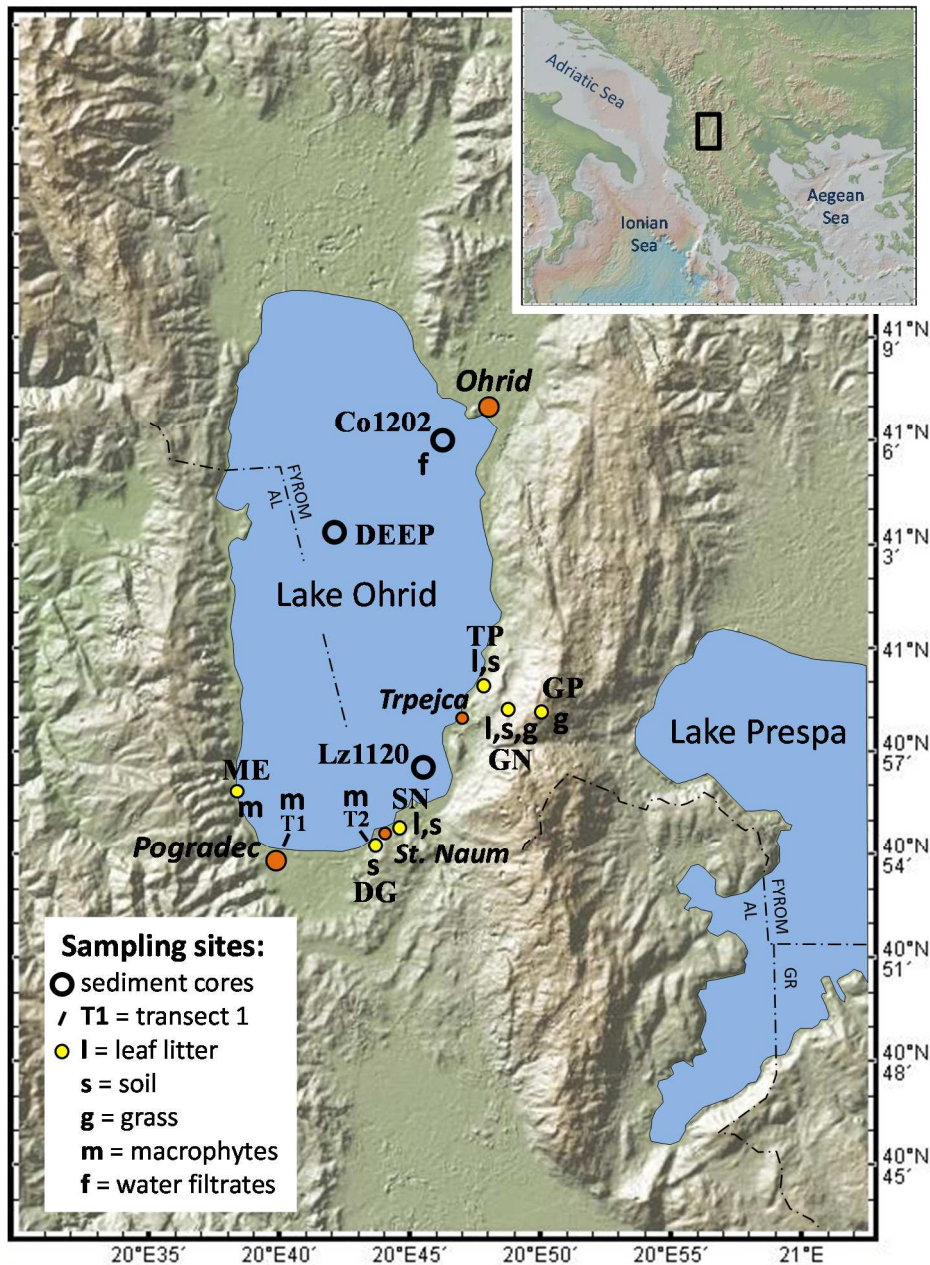 Adriatic Sea
Ionian
Sea
Aegean
Sea
41°N
9´
Ohrid
Co1202
f
41°N
6´
FYROM
AL
DEEP
41°N
3´
Lake Ohrid
TP
l,s
41°N
GP
g
Trpejca
l,s,g
GN
Lake Prespa
40°N
57´
Lz1120
ME
m
m
T1
m
T2
SN
l,s
Pogradec
St. Naum
s
DG
40°N
54´
FYROM
AL
GR
40°N
51´
Sampling sites:
sediment cores
T1 = transect 1
l = leaf litter
s = soil
g = grass
m = macrophytes
f = water filtrates
40°N
48´
40°N
45´
20°E35´ 20°E40´ 20°E45´ 20°E50´ 20°E55´ 21°E